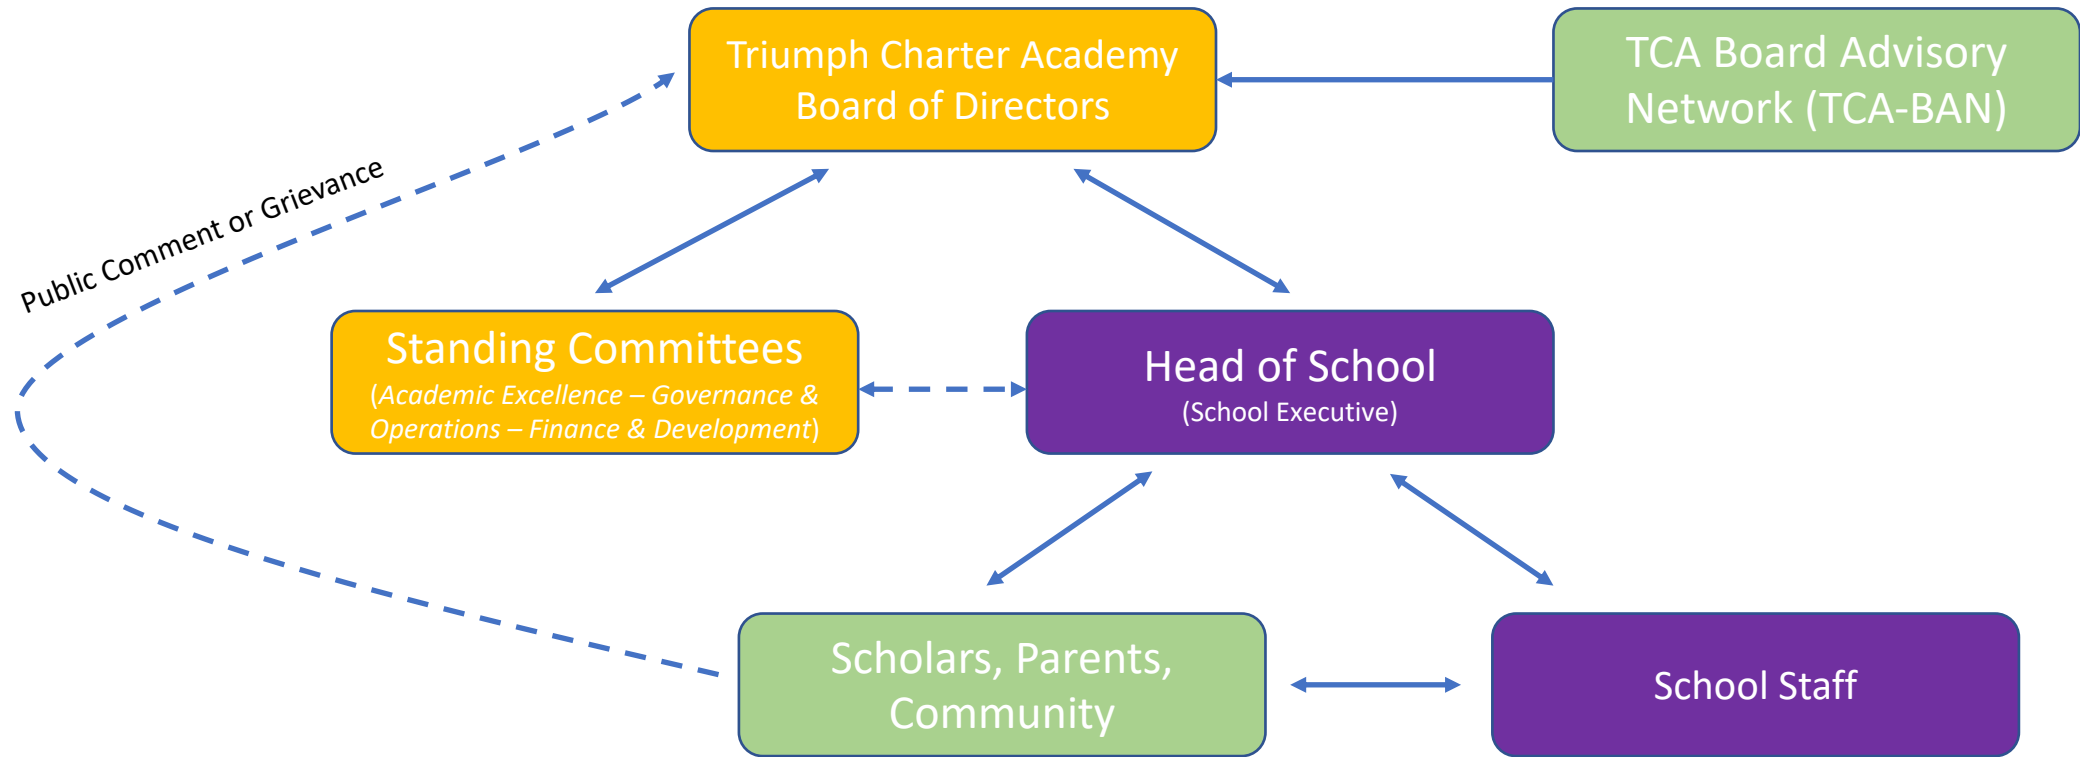 Triumph Charter Academy
Board of Directors
TCA Board Advisory
Network (TCA-BAN)
Public Comment or Grievance
Standing Committees
(Academic Excellence – Governance &
Operations – Finance & Development)
Head of School
(School Executive)
Scholars, Parents,
Community
School Staff